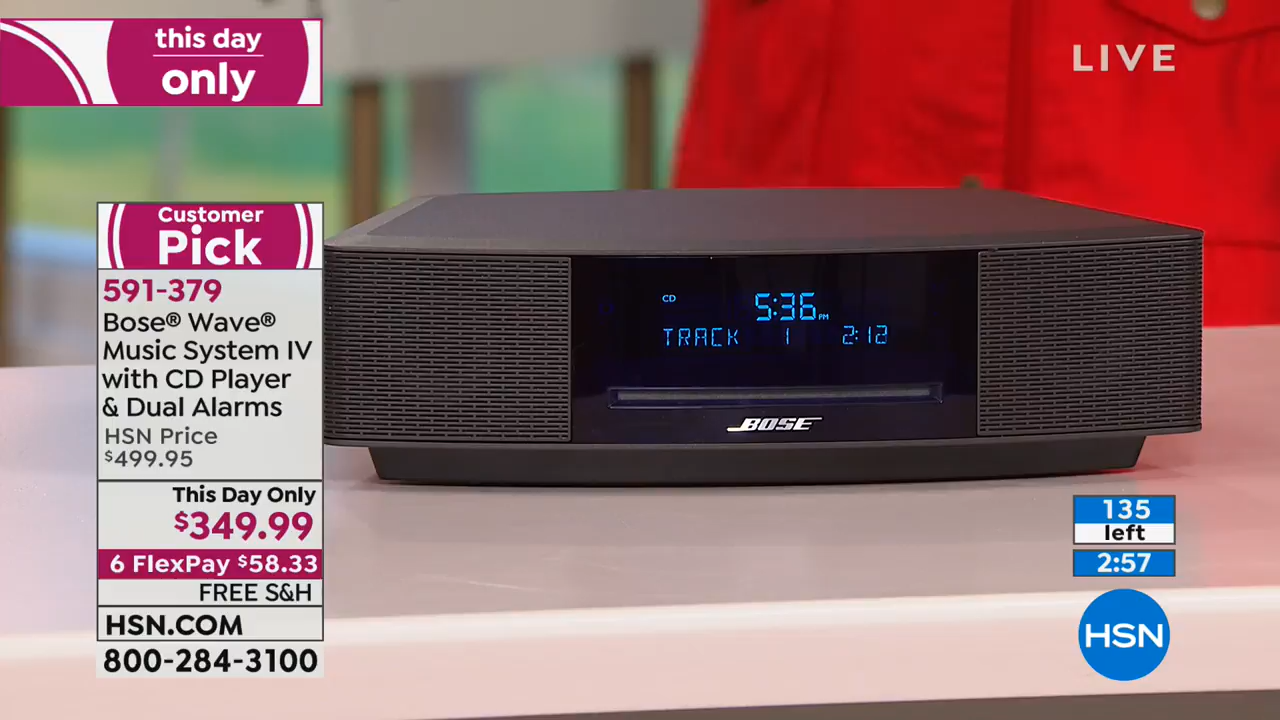 this day
only
LIVE
Customer
Pick
591-379
Bose® Wave®
Music System IV
with CD Player
& Dual Alarms
HSN Price
$499.95
This Day Only
$349.99
6 FlexPay $58.33
FREE S&H
HSN.COM
800-284-3100
CD
5:36 PM
TRACK 1 2:12
BOSE
135
left
2:57
HSN